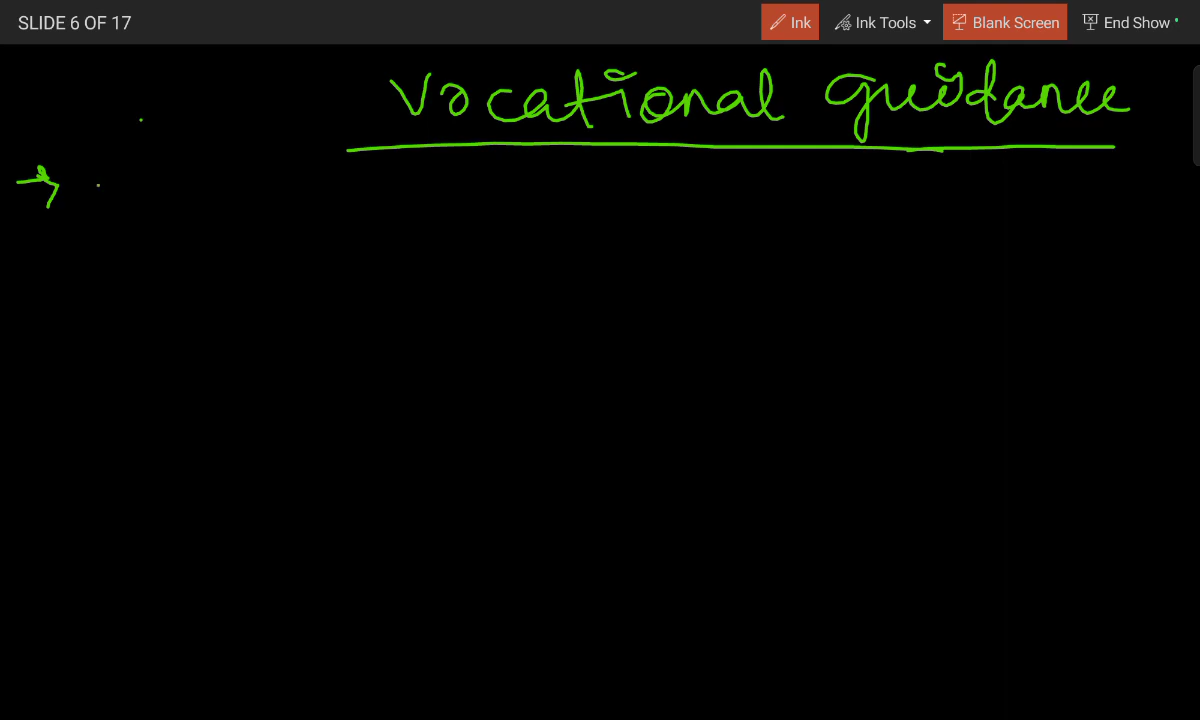 SLIDE 6 OF 17 Ink Ink Tools Blank Screen End Show
Vocational guidance
→